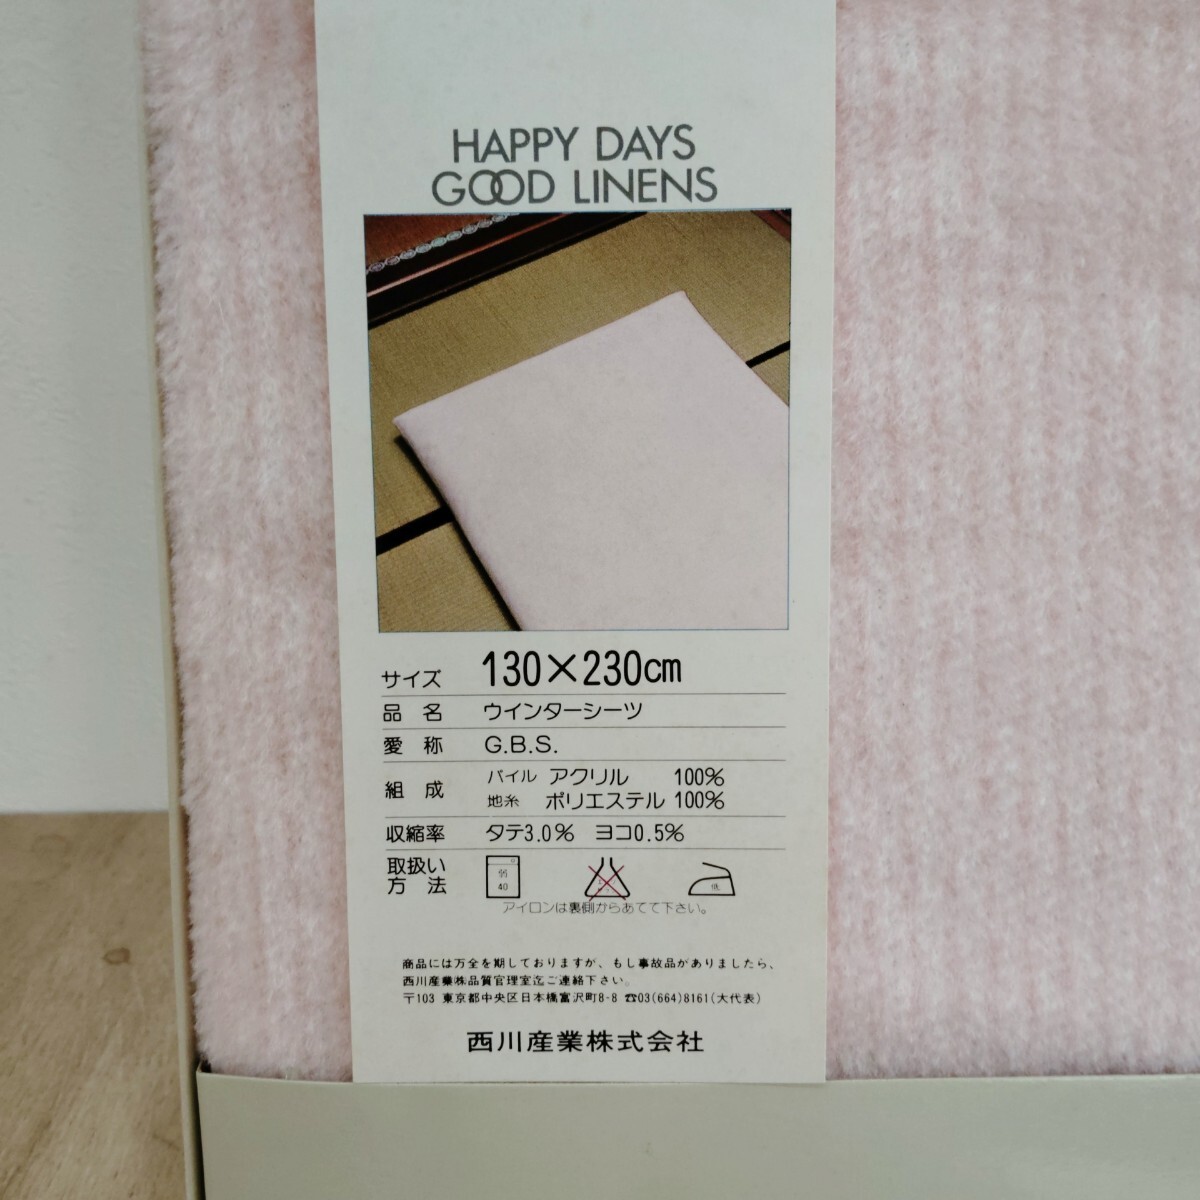 HAPPY DAYS
GOOD LINENS
サイズ 130×230cm
品名 ウインターシーツ
愛称 G.B.S.
組成 パイル アクリル 100%
地糸 ポリエステル 100%
収縮率 タテ3.0% ヨコ0.5%
取扱い
方法
弱
40
低
アイロンは裏側からあてて下さい。
商品には万全を期しておりますが、もし事故品がありましたら、
西川産業㈱品質管理室迄ご連絡下さい。
〒103 東京都中央区日本橋富沢町8-8 ☎03(664)8161(大代表)
西川産業株式会社